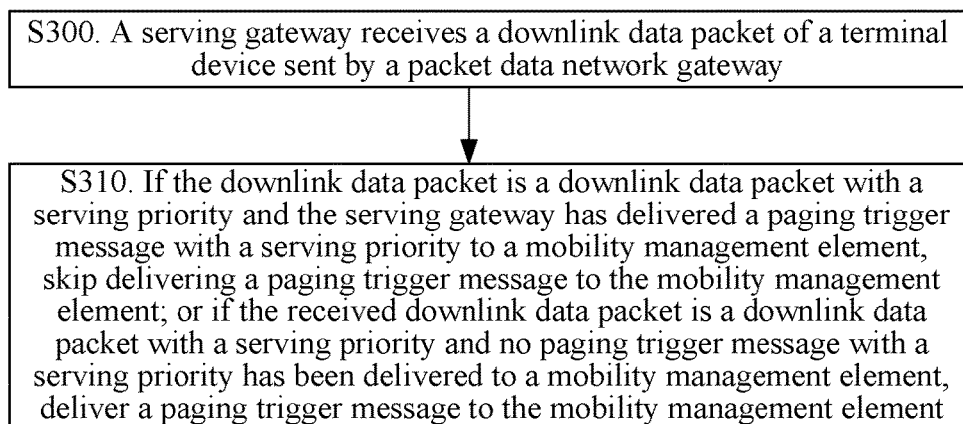 S300. A serving gateway receives a downlink data packet of a terminal
device sent by a packet data network gateway
S310. If the downlink data packet is a downlink data packet with a
serving priority and the serving gateway has delivered a paging trigger
message with a serving priority to a mobility management element,
skip delivering a paging trigger message to the mobility management
element; or if the received downlink data packet is a downlink data
packet with a serving priority and no paging trigger message with a
serving priority has been delivered to a mobility management element,
deliver a paging trigger message to the mobility management element